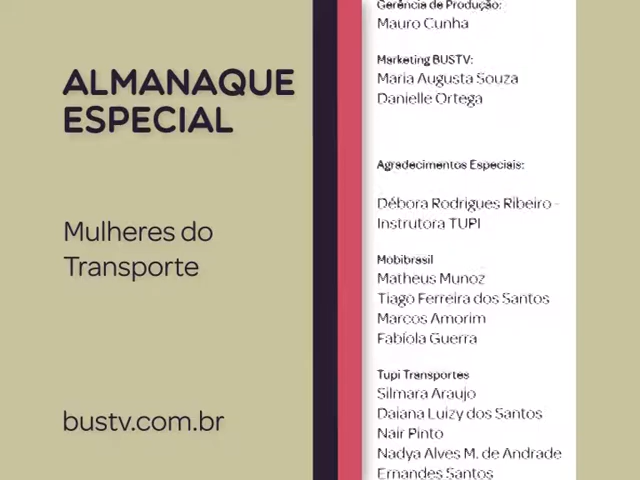 ALMANAQUE
ESPECIAL
Mulheres do
Transporte
bustv.com.br
Gerência de Produção:
Mauro Cunha
Marketing BUSTV:
Maria Augusta Souza
Danielle Ortega
Agradecimentos Especiais:
Débora Rodrigues Ribeiro -
Instrutora TUPI
Mobibrasil
Matheus Munoz
Tiago Ferreira dos Santos
Marcos Amorim
Fabíola Guerra
Tupi Transportes
Silmara Araujo
Daiana Luizy dos Santos
Nair Pinto
Nadya Alves M. de Andrade
Ernandes Santos